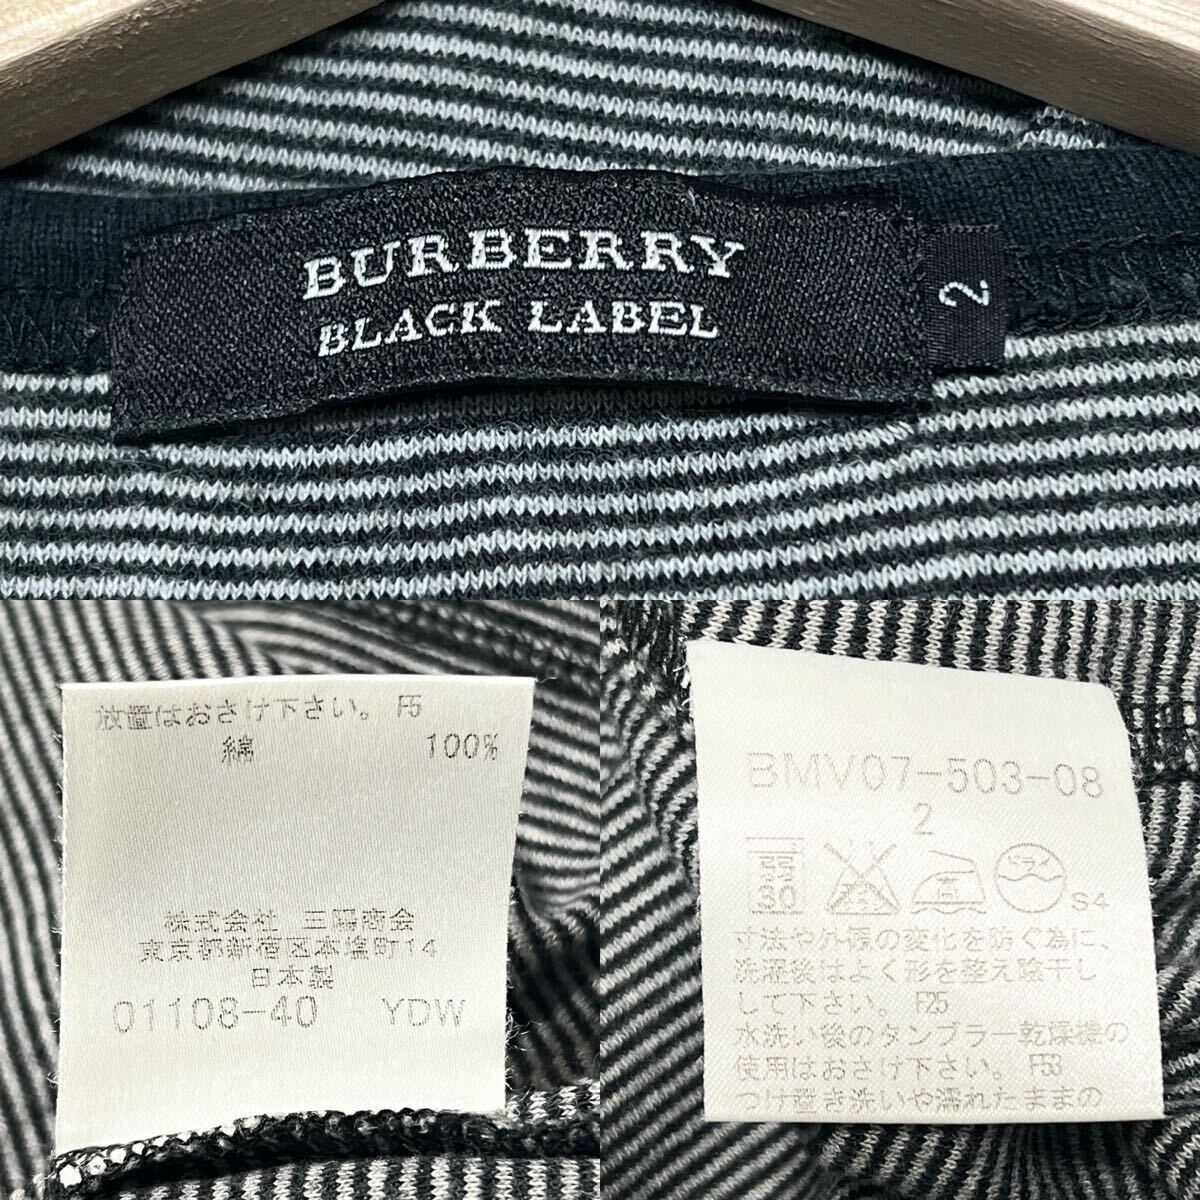 BURBERRY
BLACK LABEL
2
放置はおさけ下さい。 F5
綿 100%
株式会社 三陽商会
東京都新宿区本塩町14
日本製
01108-40 YDW
BMV07-503-08
2
弱
30
ドライ
S4
寸法や外観の変化を防ぐ為に、
洗濯後はよく形を整え陰干し
して下さい。 F25
水洗い後のタンブラー乾燥機の
使用はおさけ下さい。 F53
つけ置き洗いや濡れたままの